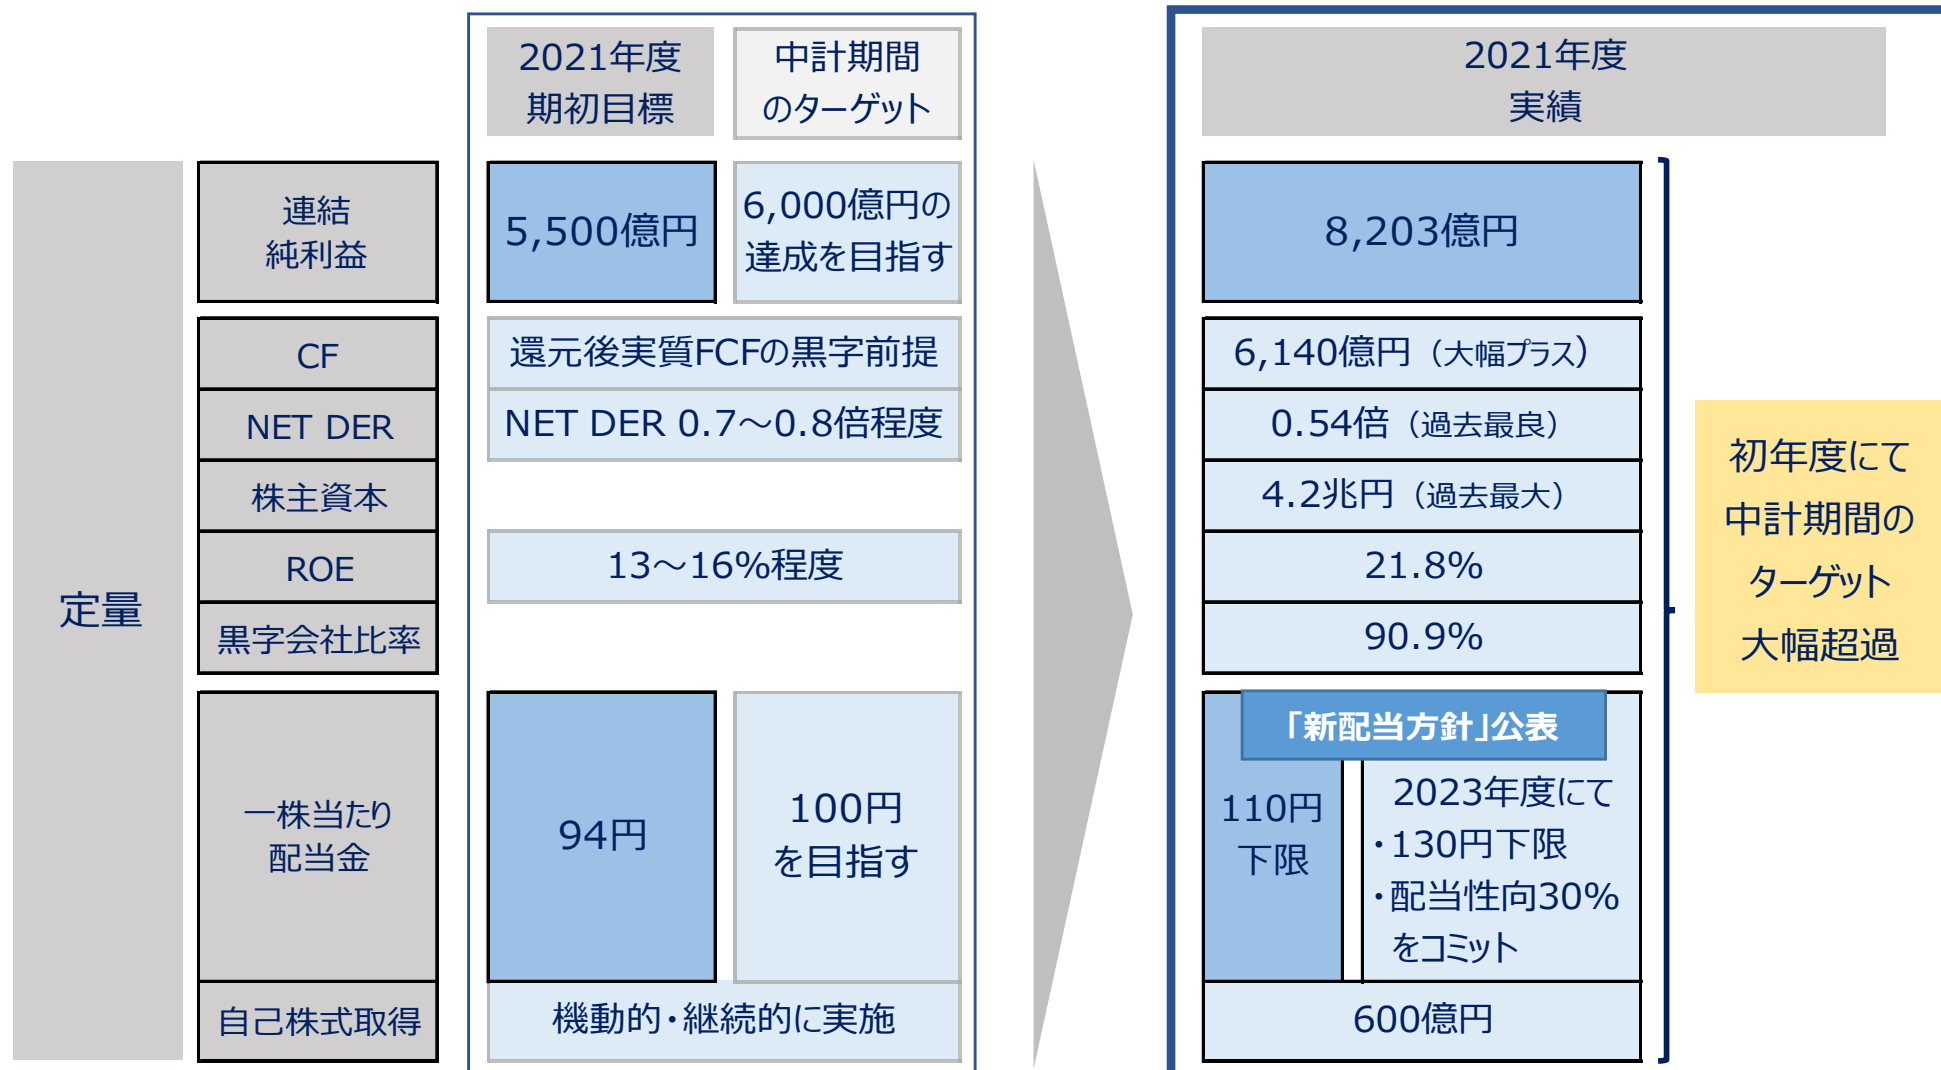 2021年度
期初目標
中計期間
のターゲット
2021年度
実績
定量
連結
純利益
5,500億円
6,000億円の
達成を目指す
8,203億円
CF
還元後実質FCFの黒字前提
6,140億円（大幅プラス）
NET DER
NET DER 0.7～0.8倍程度
0.54倍（過去最良）
株主資本
4.2兆円（過去最大）
ROE
13～16%程度
21.8%
黒字会社比率
90.9%
一株当たり
配当金
94円
100円
を目指す
「新配当方針」公表
110円
下限
2023年度にて
・130円下限
・配当性向30%
をコミット
自己株式取得
機動的・継続的に実施
600億円
初年度にて
中計期間の
ターゲット
大幅超過